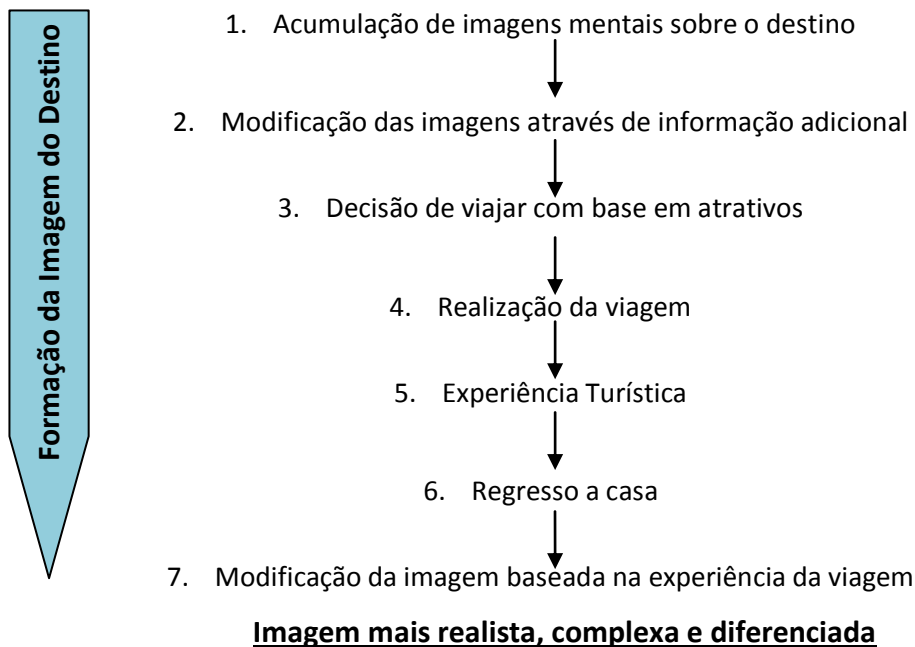 Formação da Imagem do Destino
1. Acumulação de imagens mentais sobre o destino
2. Modificação das imagens através de informação adicional
3. Decisão de viajar com base em atrativos
4. Realização da viagem
5. Experiência Turística
6. Regresso a casa
7. Modificação da imagem baseada na experiência da viagem
Imagem mais realista, complexa e diferenciada